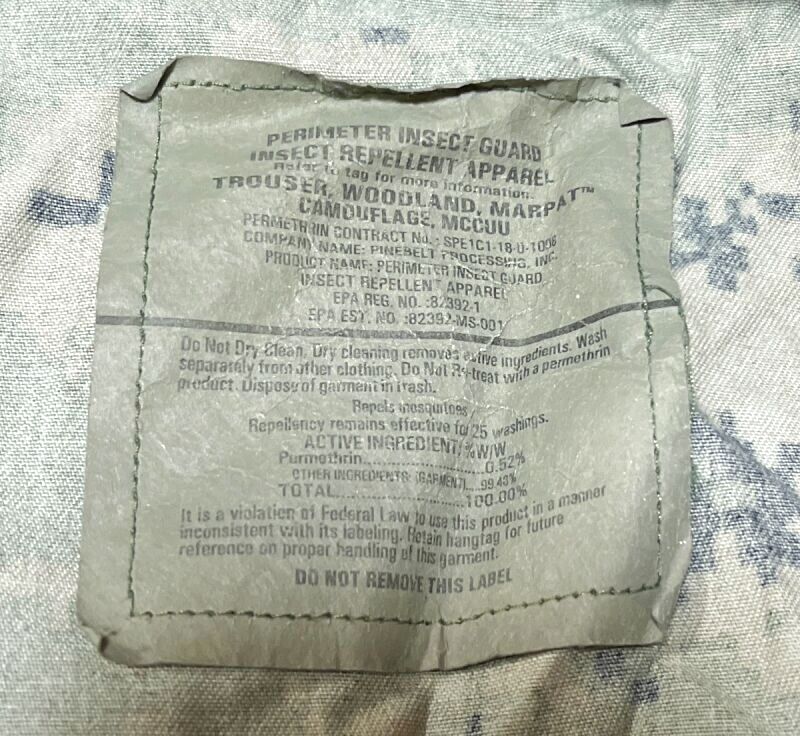 PERIMETER INSECT GUARD
INSECT REPELLENT APPAREL
Refer to tag for more information.
TROUSER, WOODLAND, MARPAT™
CAMOUFLAGE, MCCUU
PERMETHRIN CONTRACT No.: SPE1C1-18-D-1006
COMPANY NAME: PINEBELT PROCESSING, INC.
PRODUCT NAME: PERIMETER INSECT GUARD
INSECT REPELLENT APPAREL
EPA REG. NO.:82392-1
EPA EST. NO.:82392-MS-001
Do Not Dry Clean. Dry cleaning removes active ingredients. Wash
separately from other clothing. Do Not Re-treat with a permethrin
product. Dispose of garment in trash.
Repels mosquitoes
Repellency remains effective for 25 washings.
ACTIVE INGREDIENT: %W/W
Permethrin...................0.52%
OTHER INGREDIENTS (GARMENT)....99.48%
TOTAL....................100.00%
It is a violation of Federal Law to use this product in a manner
inconsistent with its labeling. Retain hangtag for future
reference on proper handling of this garment.
DO NOT REMOVE THIS LABEL